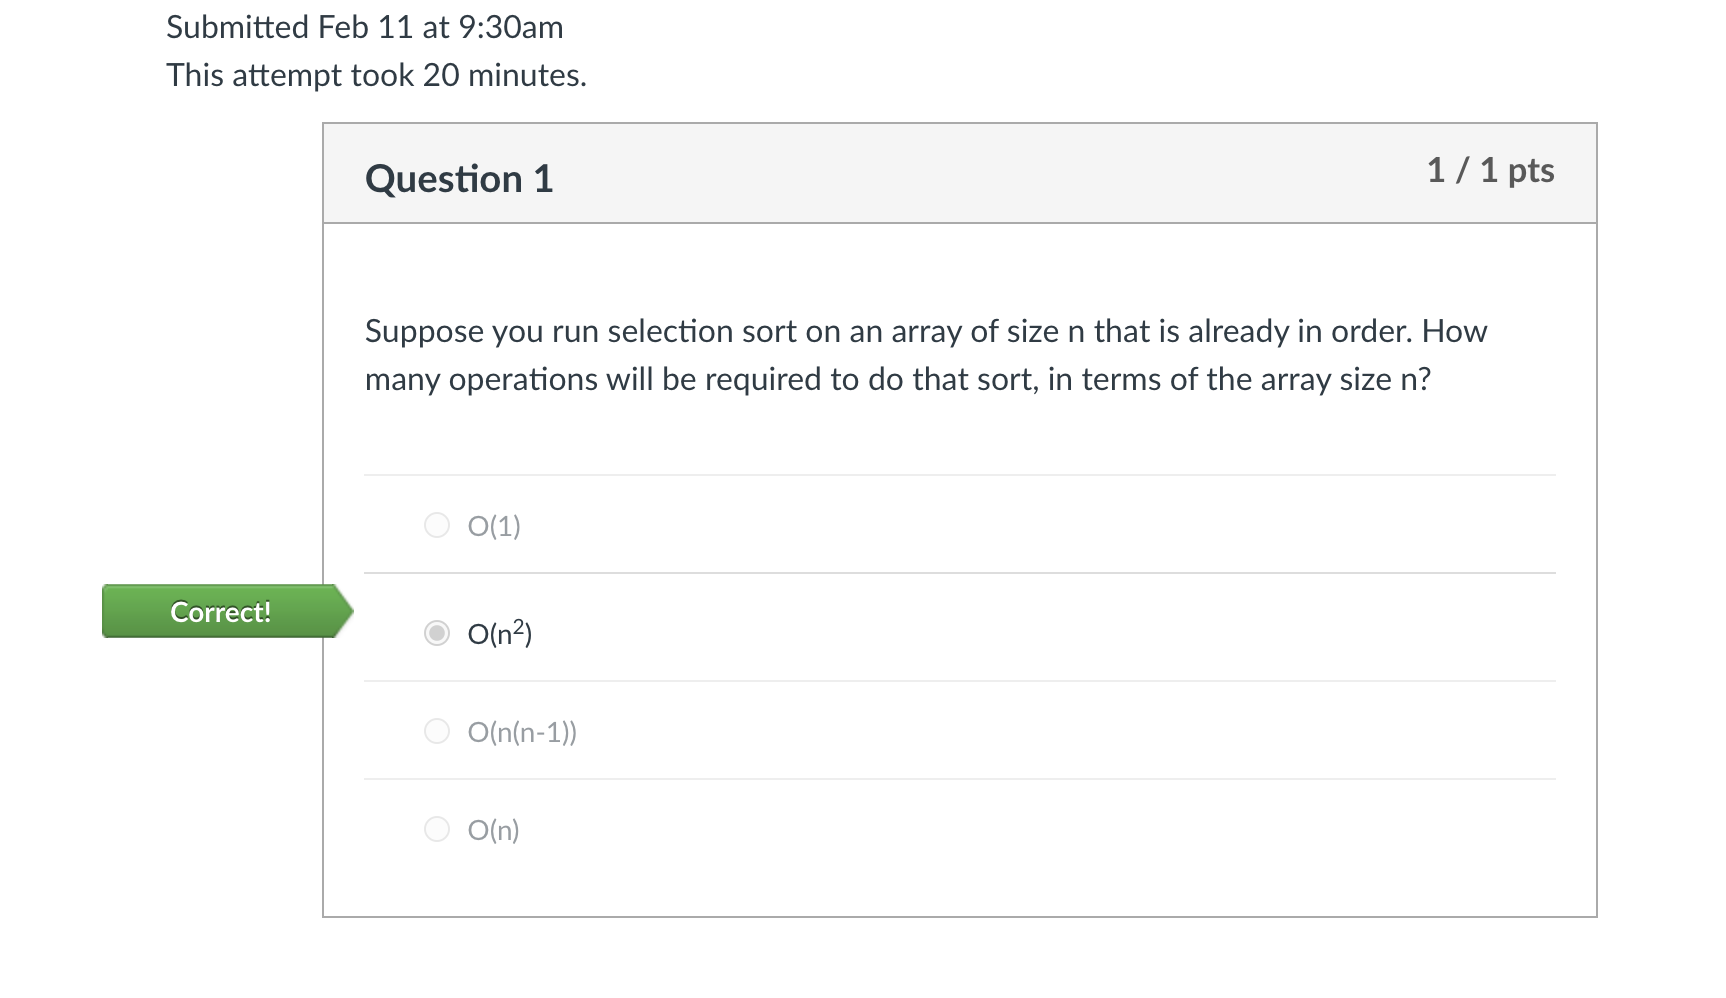 Submitted Feb 11 at 9:30am
This attempt took 20 minutes.
Question 1
1 / 1 pts
Suppose you run selection sort on an array of size n that is already in order. How
many operations will be required to do that sort, in terms of the array size n?
O(1)
Correct!
O(n²)
O(n(n-1))
O(n)